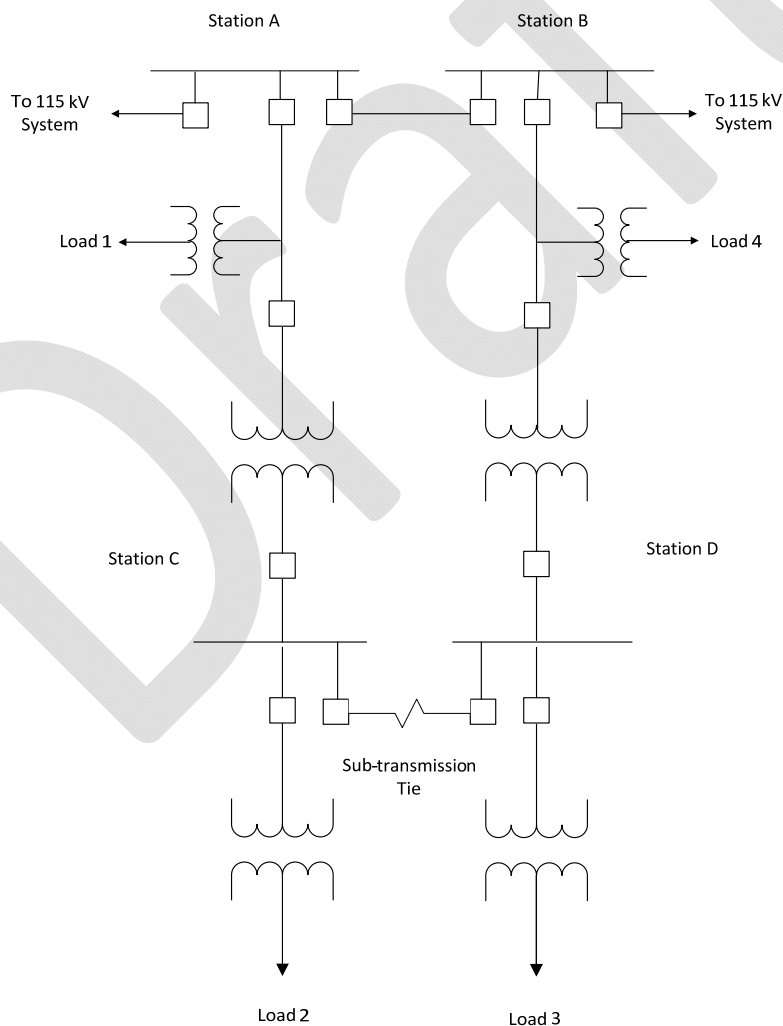 Station A
Station B
To 115 kV
System
To 115 kV
System
Load 1
Load 4
Station C
Station D
Sub-transmission
Tie
Load 2
Load 3
Draft